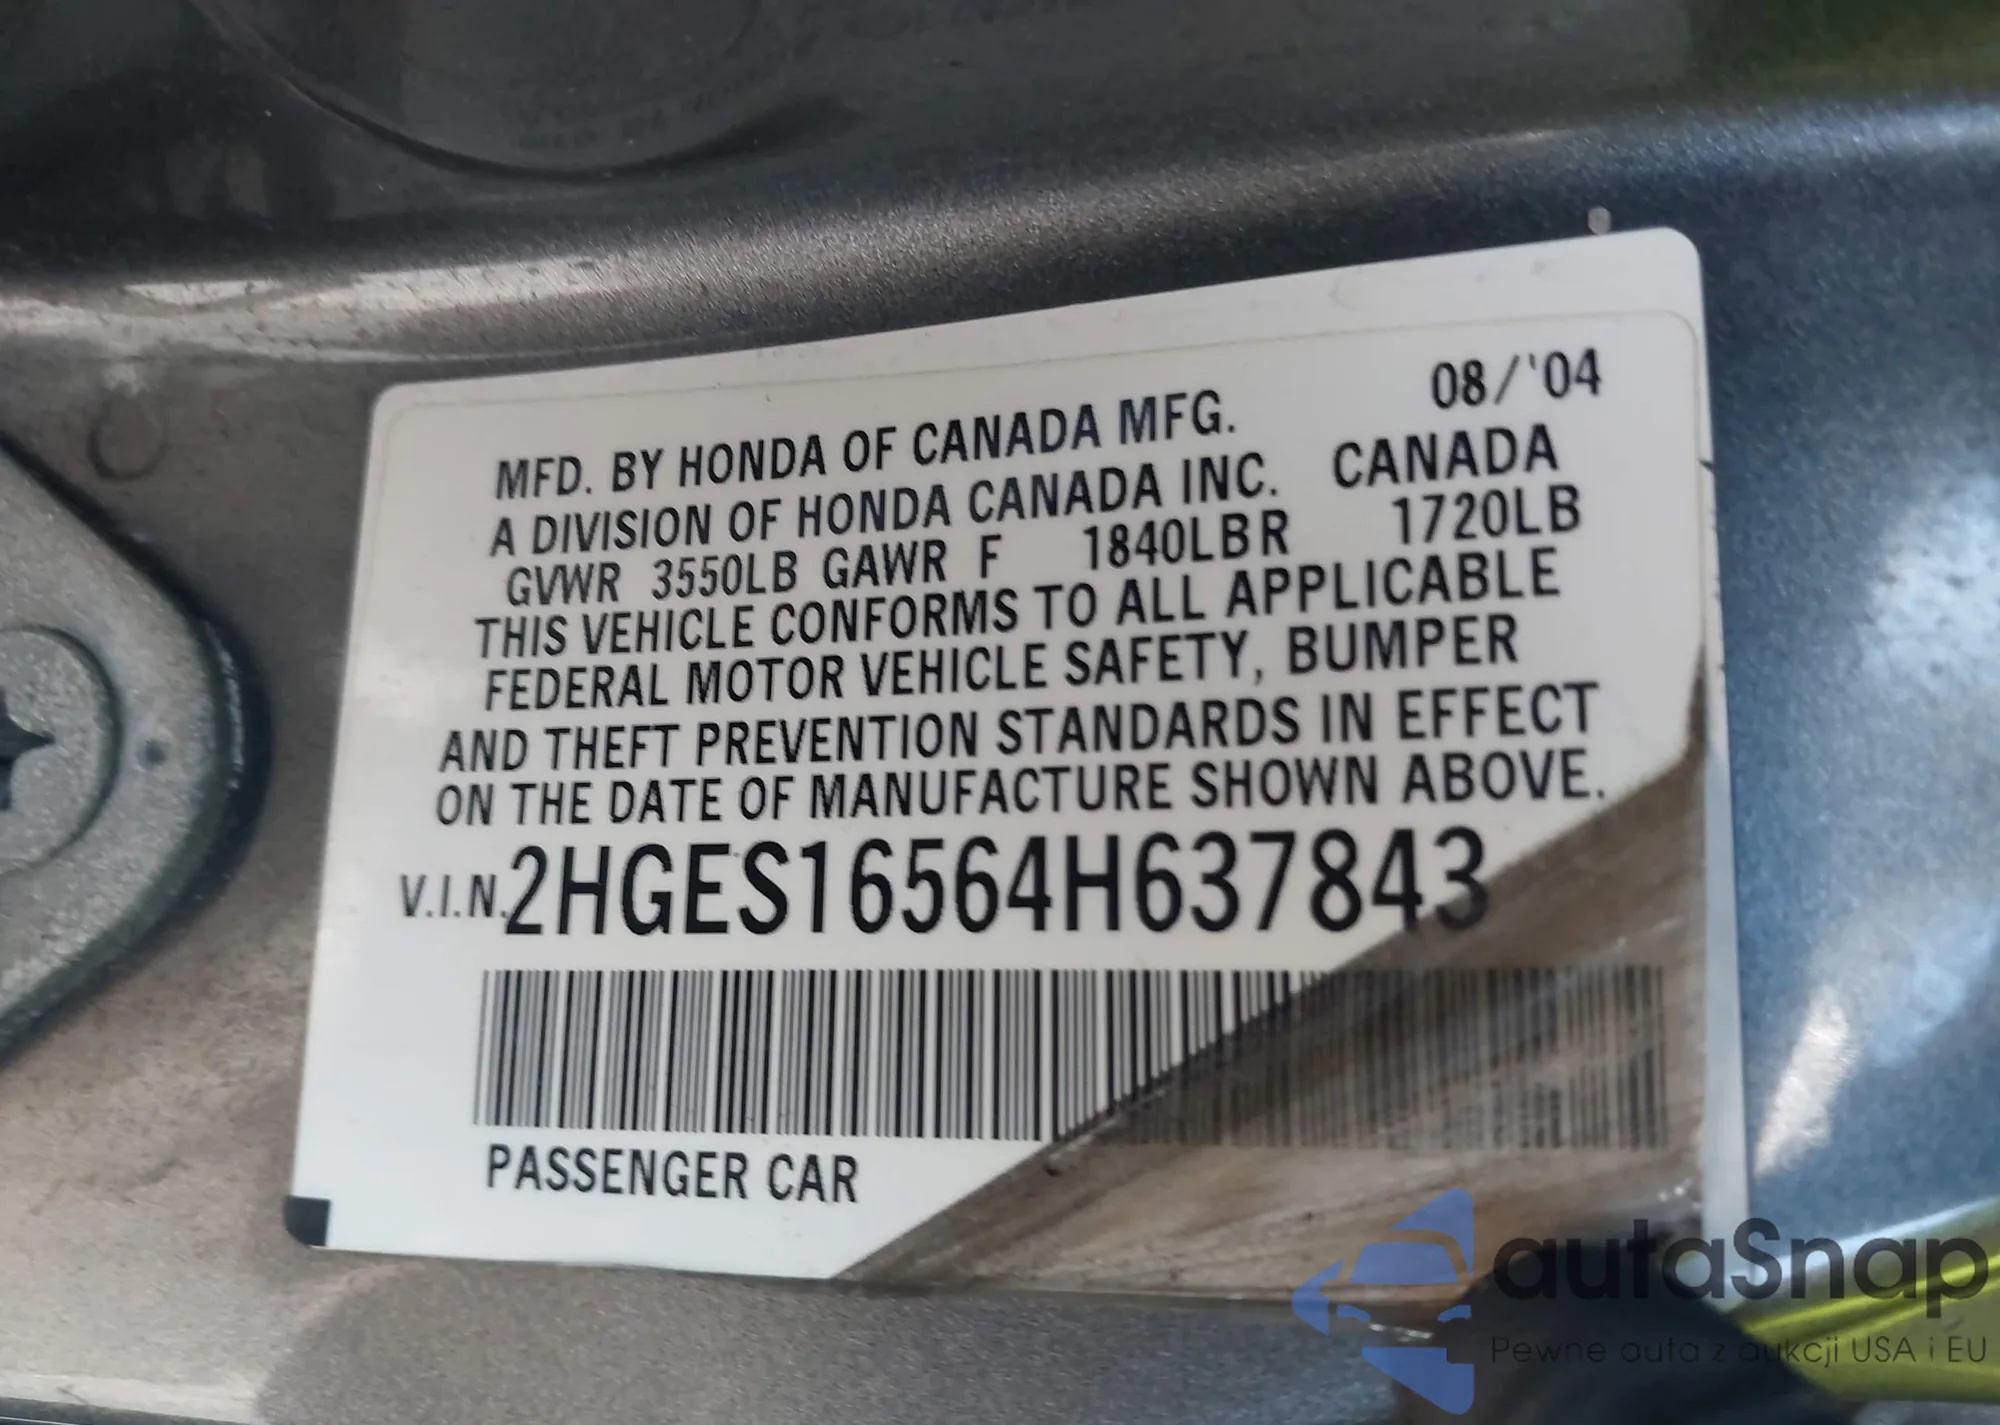 08/'04
MFD. BY HONDA OF CANADA MFG.
A DIVISION OF HONDA CANADA INC. CANADA
GVWR 3550LB GAWR F 1840LBR 1720LB
THIS VEHICLE CONFORMS TO ALL APPLICABLE
FEDERAL MOTOR VEHICLE SAFETY, BUMPER
AND THEFT PREVENTION STANDARDS IN EFFECT
ON THE DATE OF MANUFACTURE SHOWN ABOVE.
V.I.N. 2HGES16564H637843
PASSENGER CAR
autaSnap
Pewne auta z aukcji USA i EU